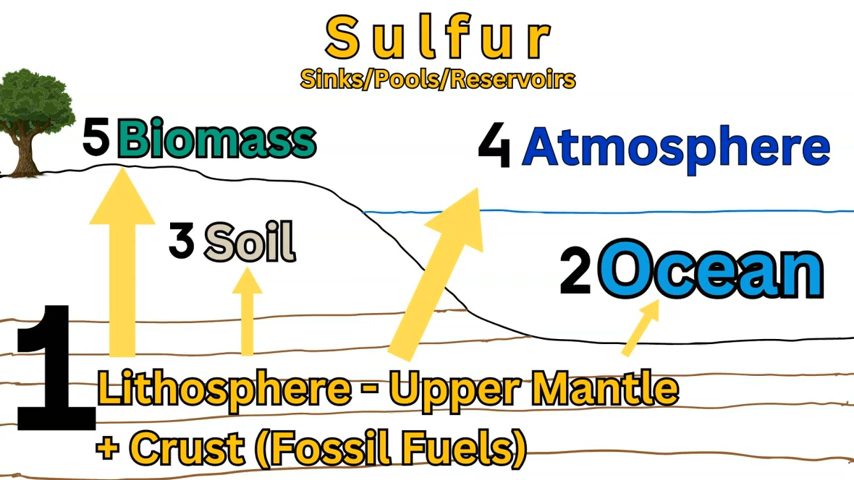 Sulfur
Sinks/Pools/Reservoirs
5 Biomass
4 Atmosphere
3 Soil
2 Ocean
1 Lithosphere - Upper Mantle
+ Crust (Fossil Fuels)